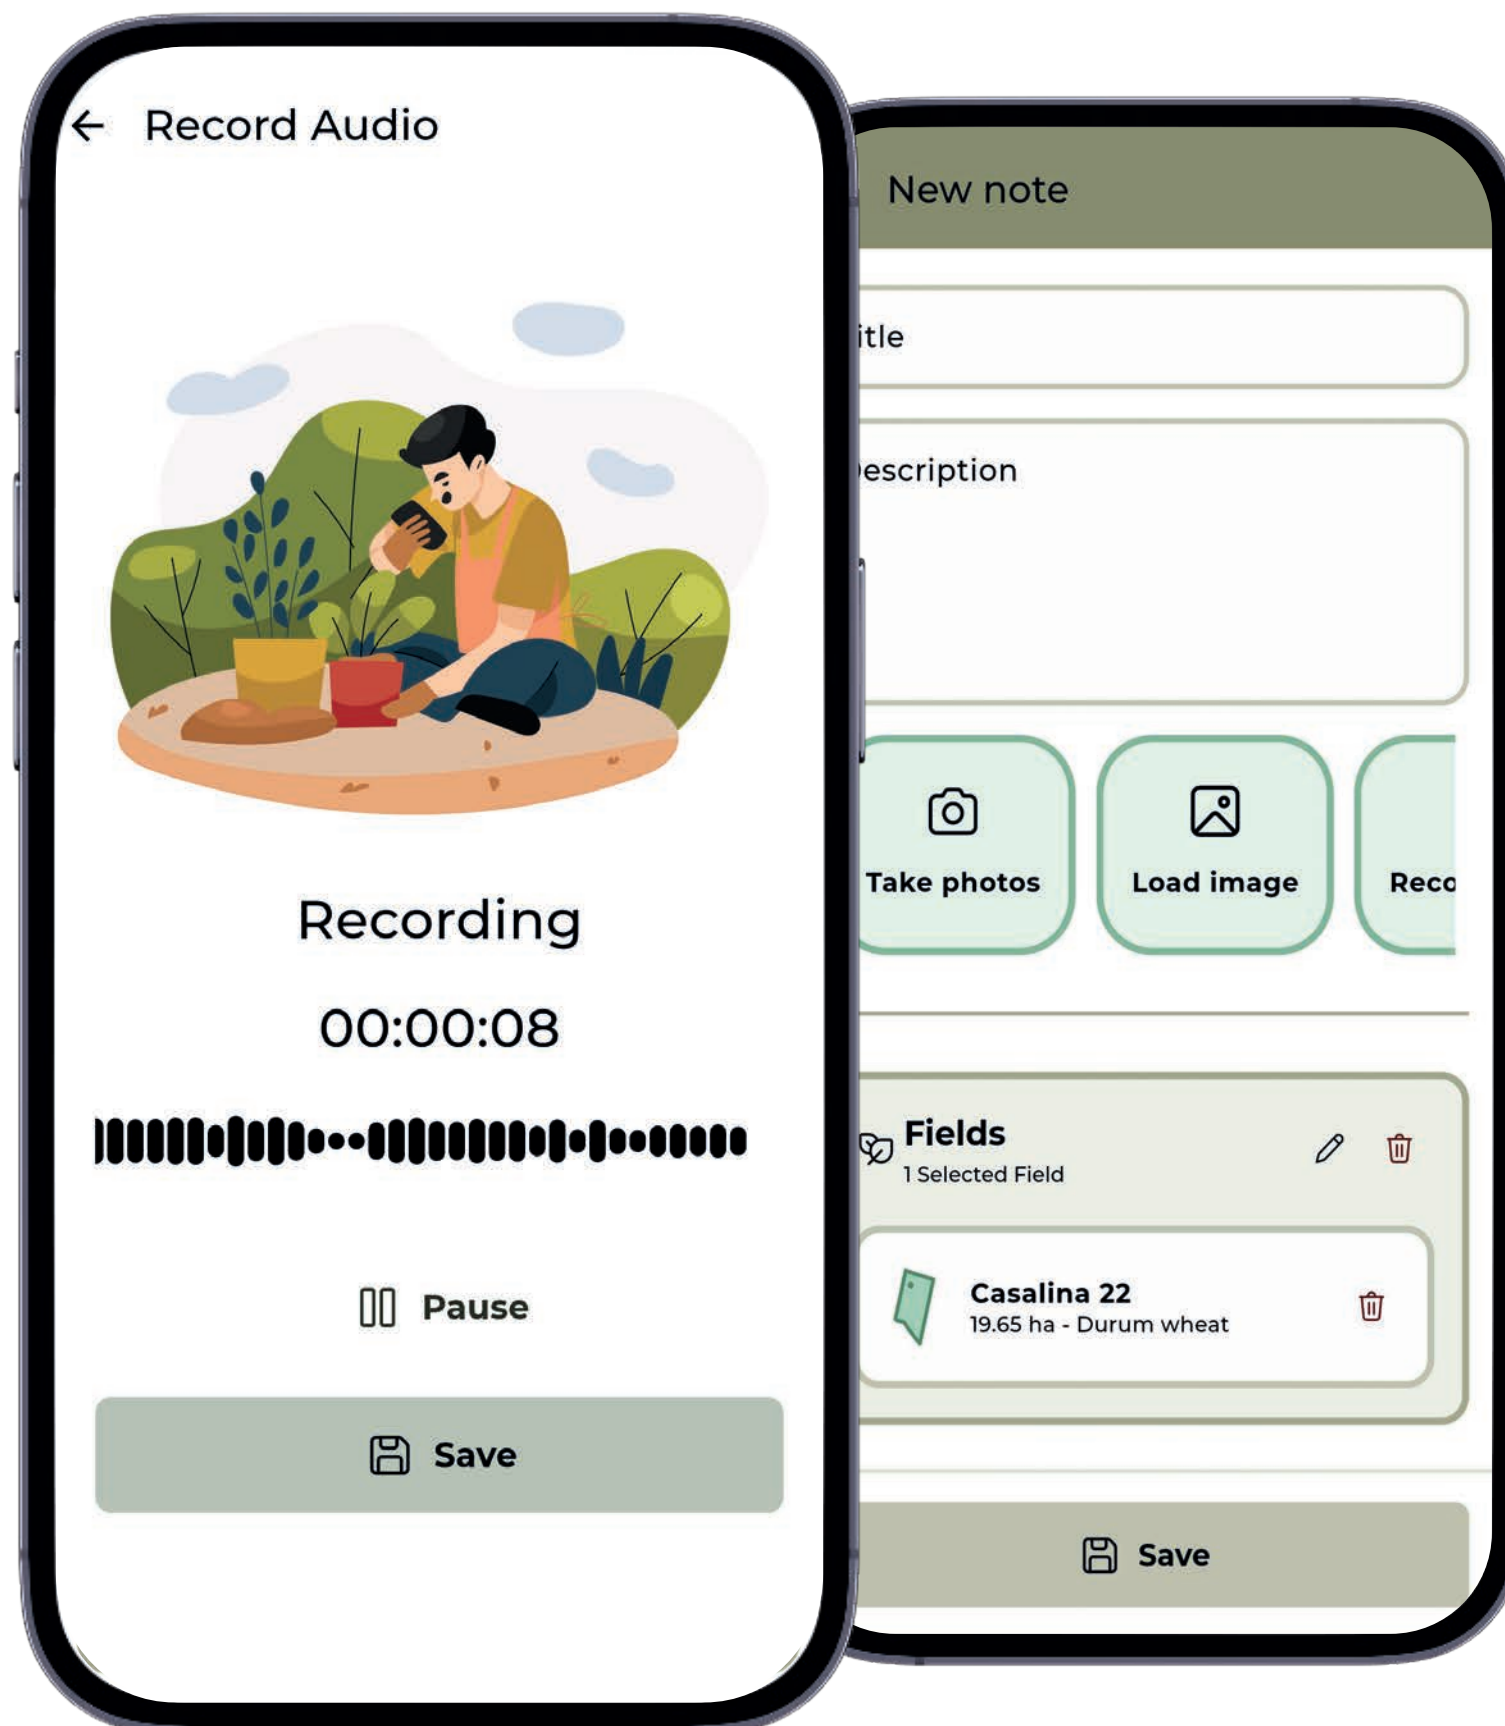 Record Audio
Recording
00:00:08
Pause
Save
New note
itle
escription
Take photos
Load image
Reco
Fields
1 Selected Field
Casalina 22
19.65 ha - Durum wheat
Save